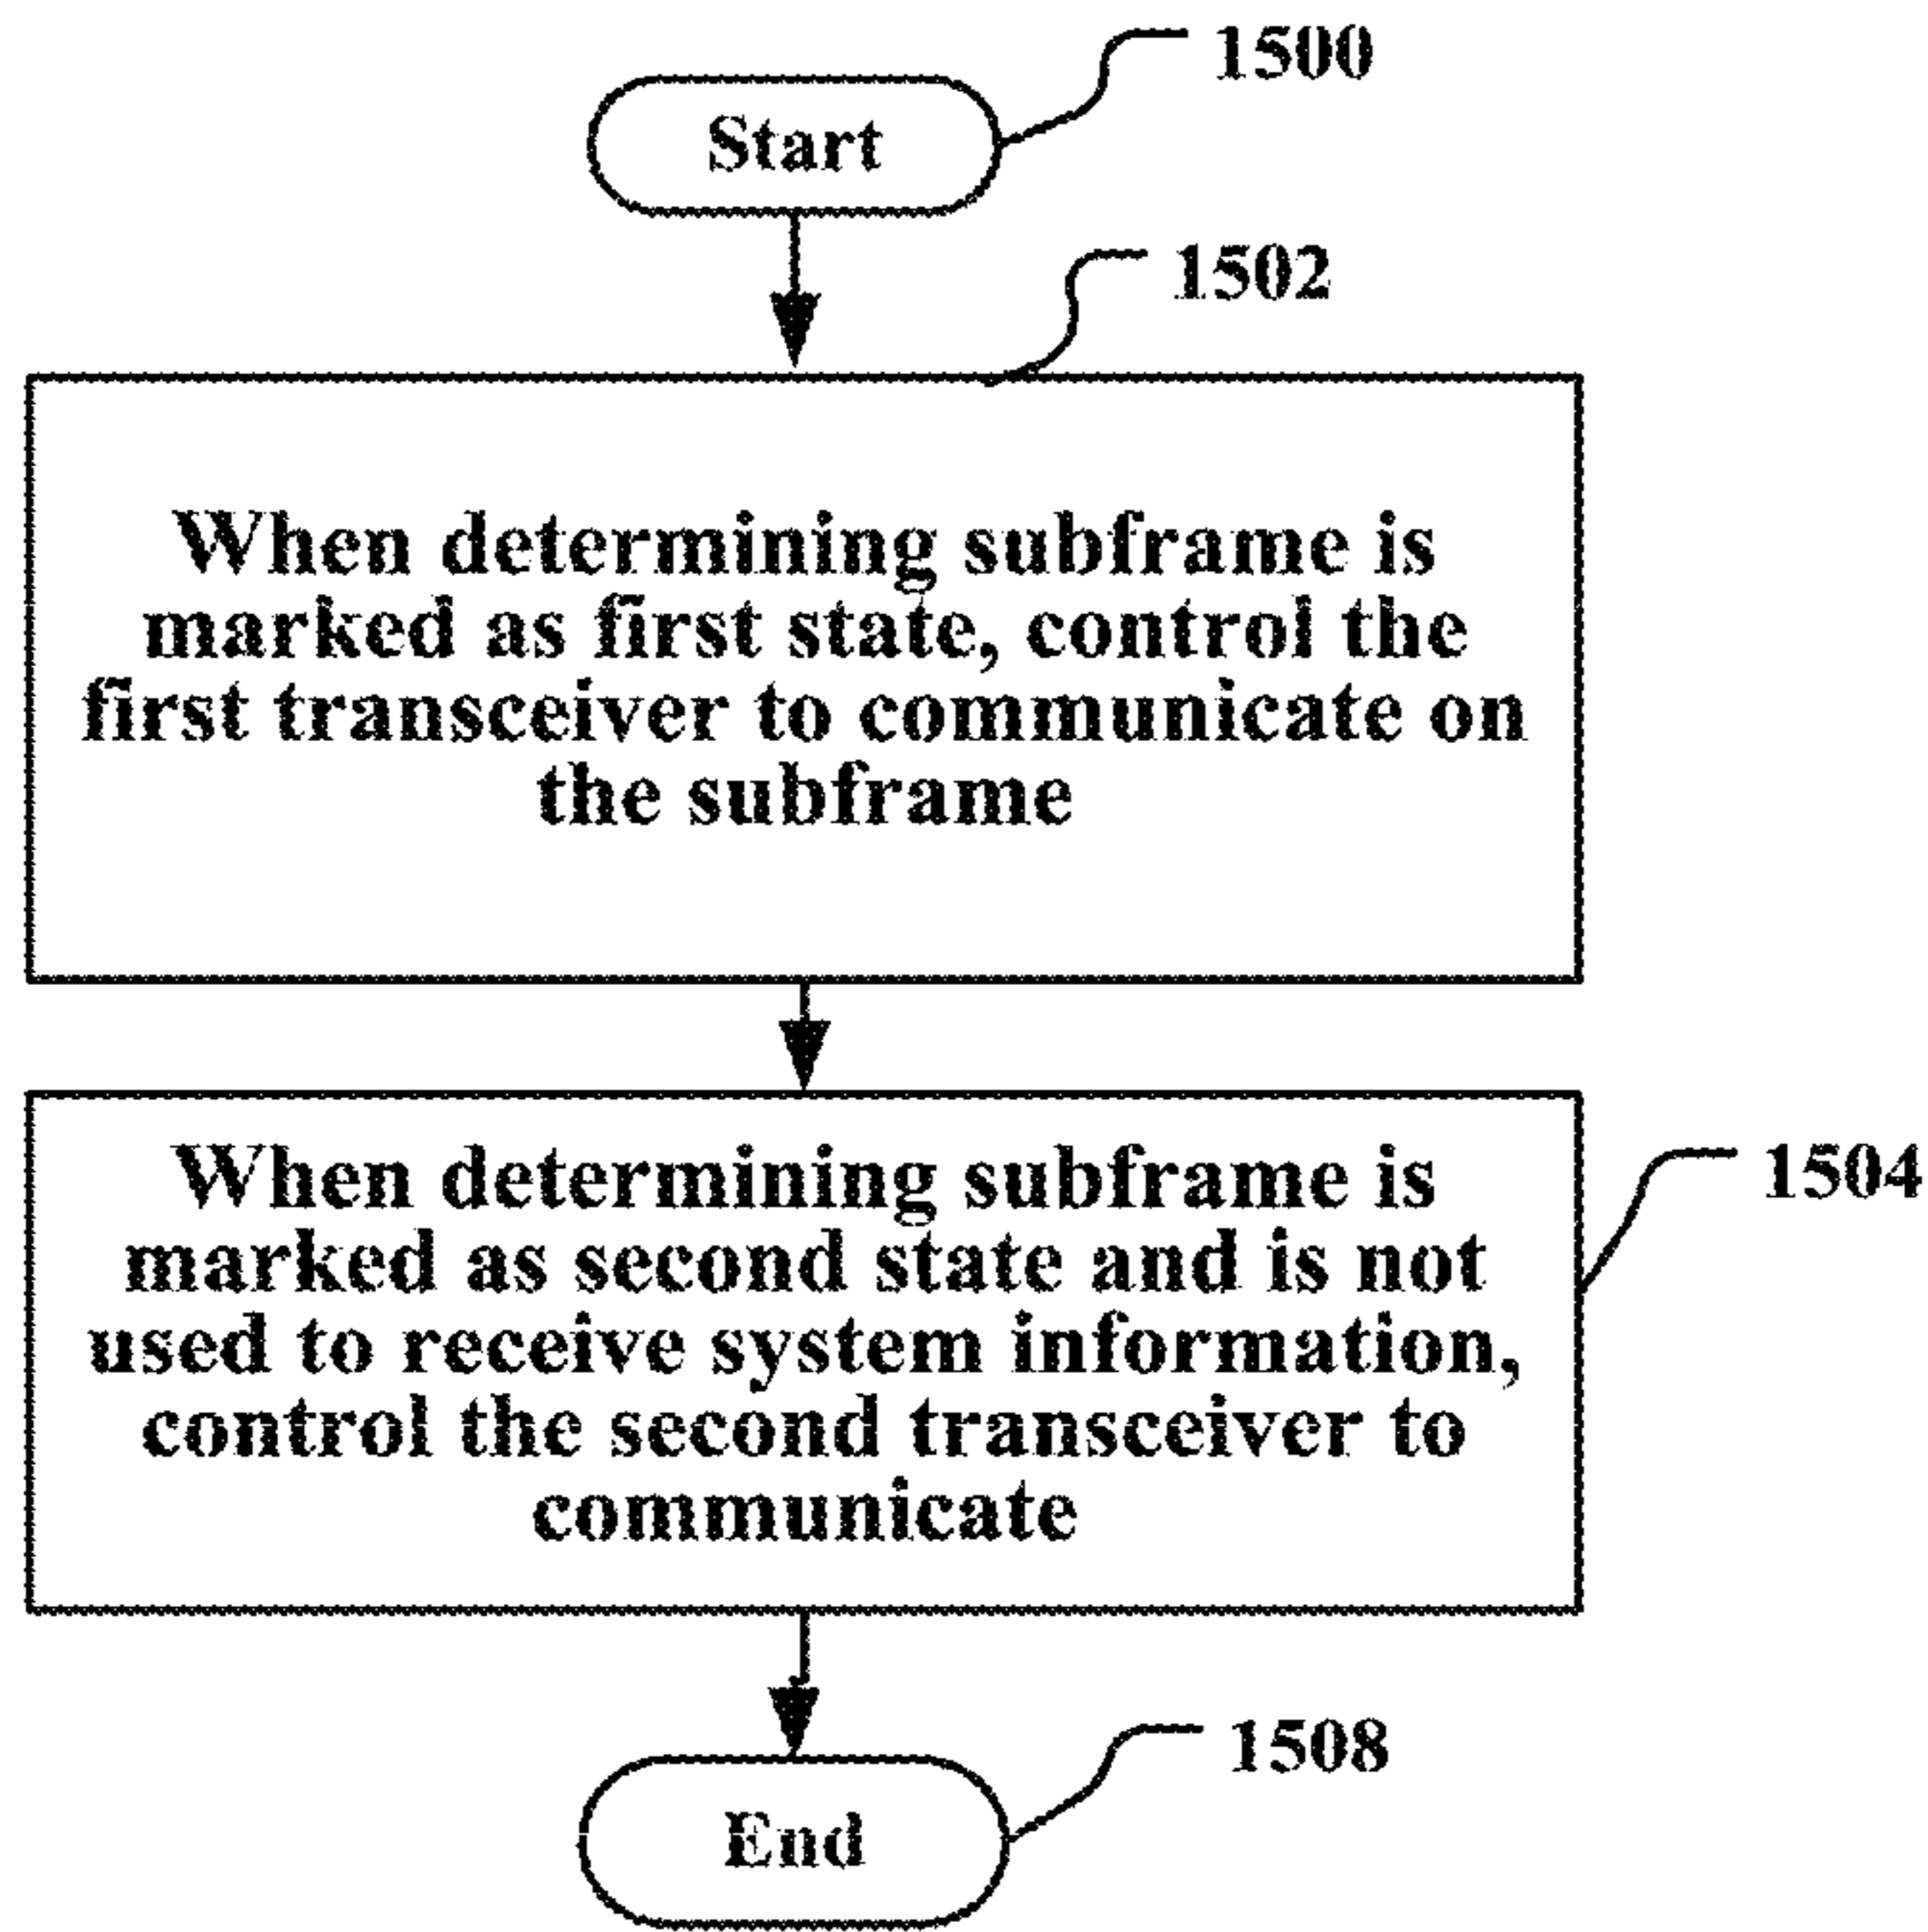 1500
Start
1502
When determining subframe is
marked as first state, control the
first transceiver to communicate on
the subframe
When determining subframe is
marked as second state and is not
used to receive system information,
control the second transceiver to
communicate
1504
1508
End